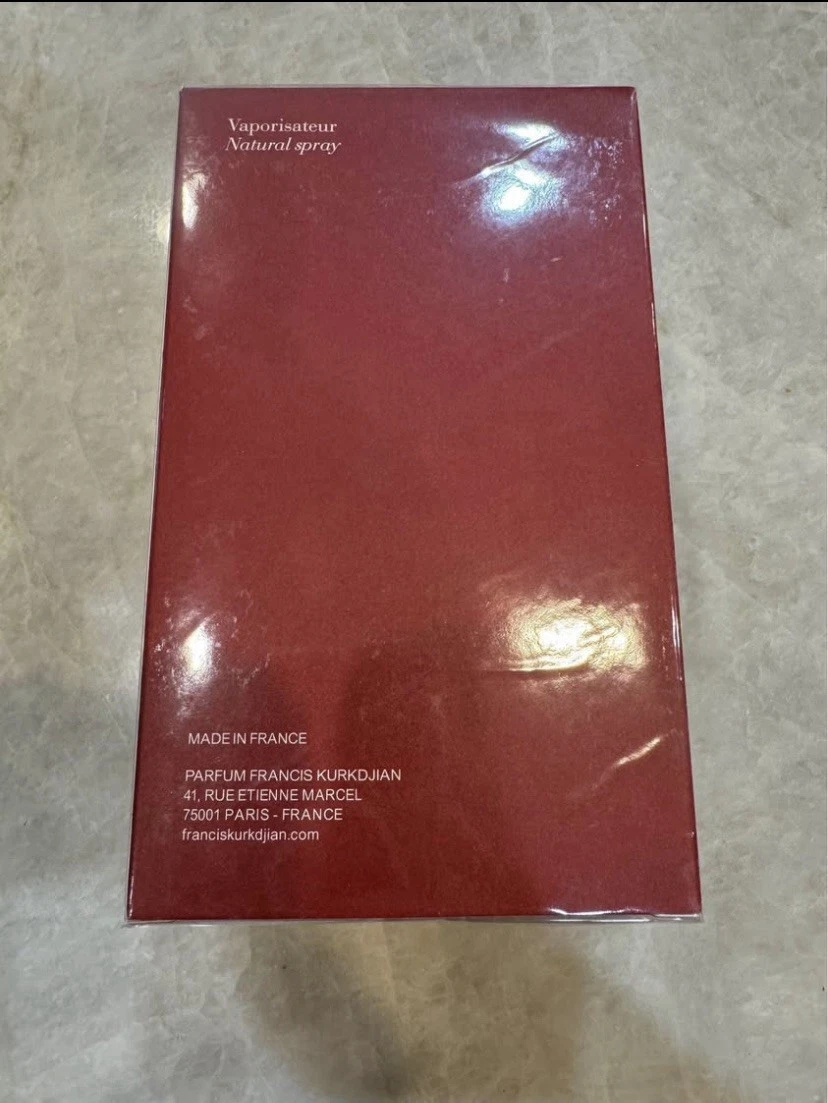 Vaporisateur
Natural spray
MADE IN FRANCE
PARFUM FRANCIS KURKDJIAN
41, RUE ETIENNE MARCEL
75001 PARIS - FRANCE
franciskurkdjian.com